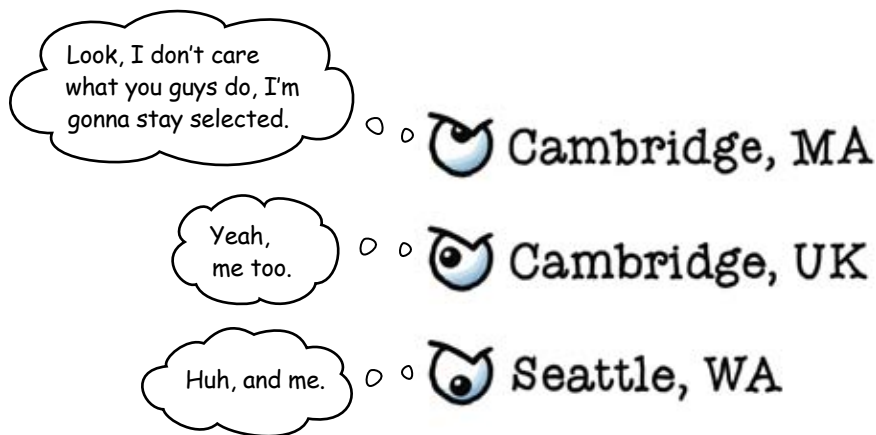 Look, I don't care
what you guys do, I'm
gonna stay selected.
Cambridge, MA
Yeah,
me too.
Cambridge, UK
Huh, and me.
Seattle, WA